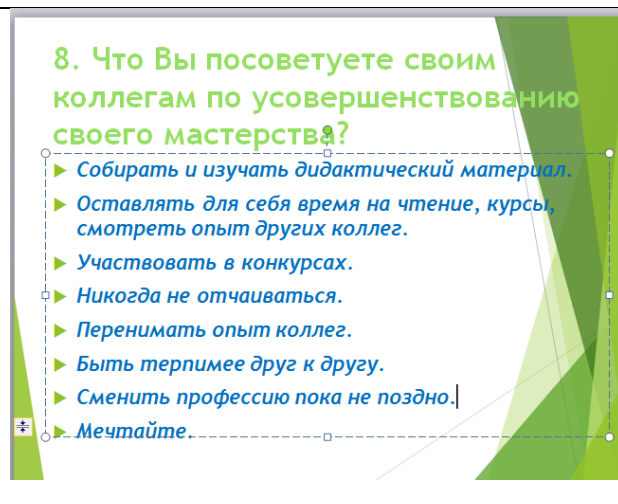 8. Что Вы посоветуете своим
коллегам по усовершенствованию
своего мастерства?
Собирать и изучать дидактический материал.
Оставлять для себя время на чтение, курсы,
смотреть опыт других коллег.
Участвовать в конкурсах.
Никогда не отчаиваться.
Перенимать опыт коллег.
Быть терпимее друг к другу.
Сменить профессию пока не поздно.
Мечтайте.